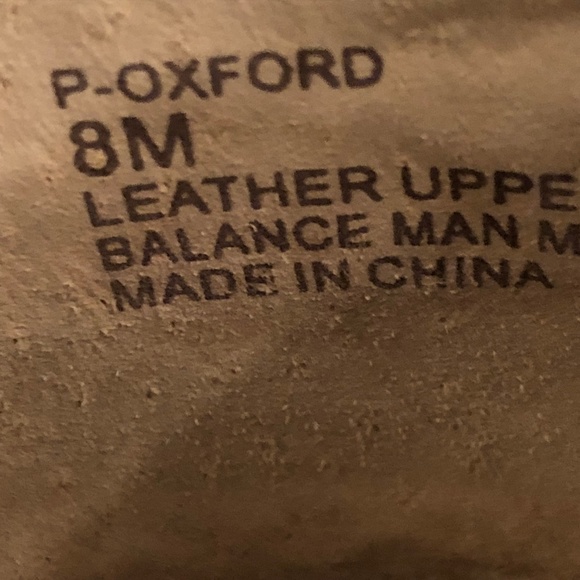 P-OXFORD
8M
LEATHER UPPE
BALANCE MAN M
MADE IN CHINA